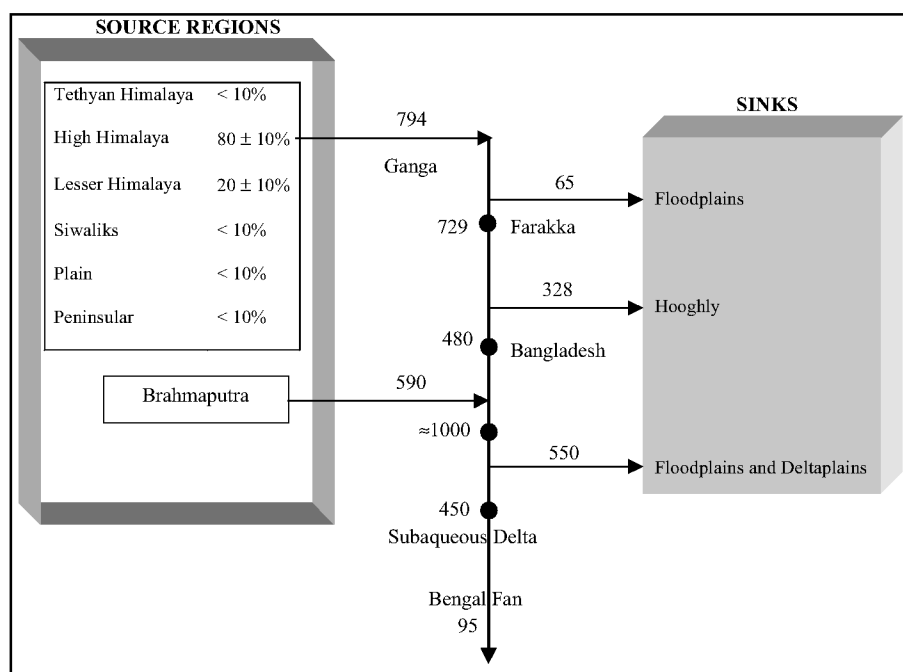 SOURCE REGIONS
Tethyan Himalaya < 10%
High Himalaya 80 ± 10%
Lesser Himalaya 20 ± 10%
Siwaliks < 10%
Plain < 10%
Peninsular < 10%
Brahmaputra
794
Ganga
65
729
Farakka
328
480
Bangladesh
590
≈1000
550
450
Subaqueous Delta
Bengal Fan
95
SINKS
Floodplains
Hooghly
Floodplains and Deltaplains